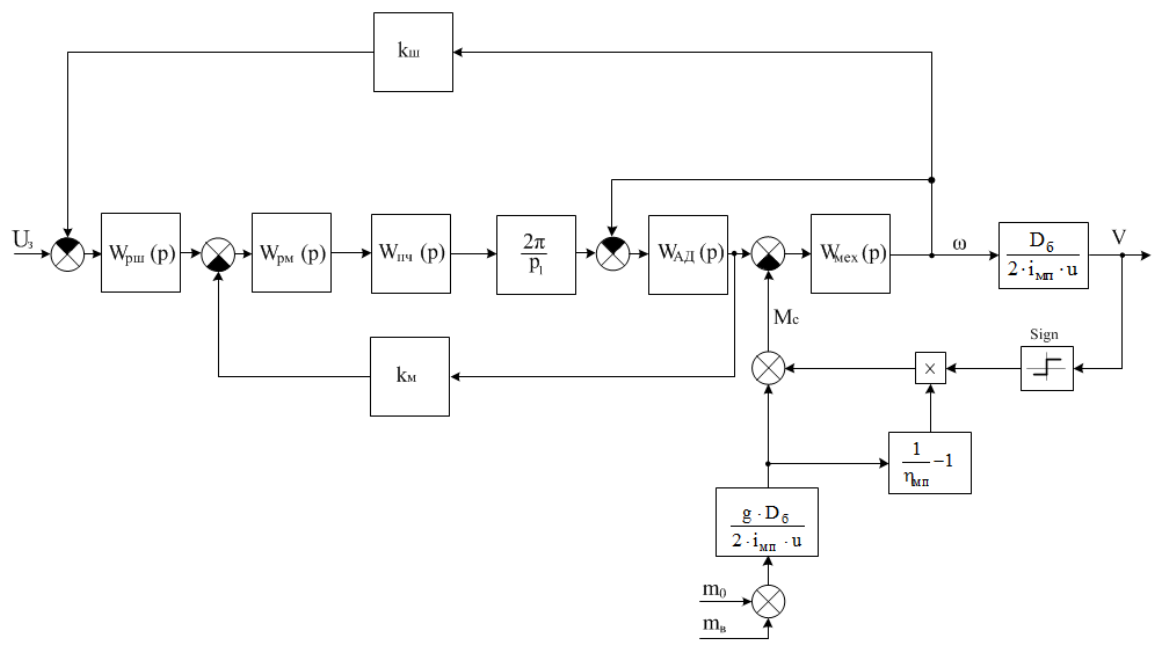 kш
Uз
Wрш (p)
Wрм (p)
Wпч (p)
2π
p₁
WАД (p)
Wмех (p)
ω
Dб
2 · iмп · u
V
Mс
Sign
kм
×
1
ηмп
−1
g · Dб
2 · iмп · u
m₀
mв